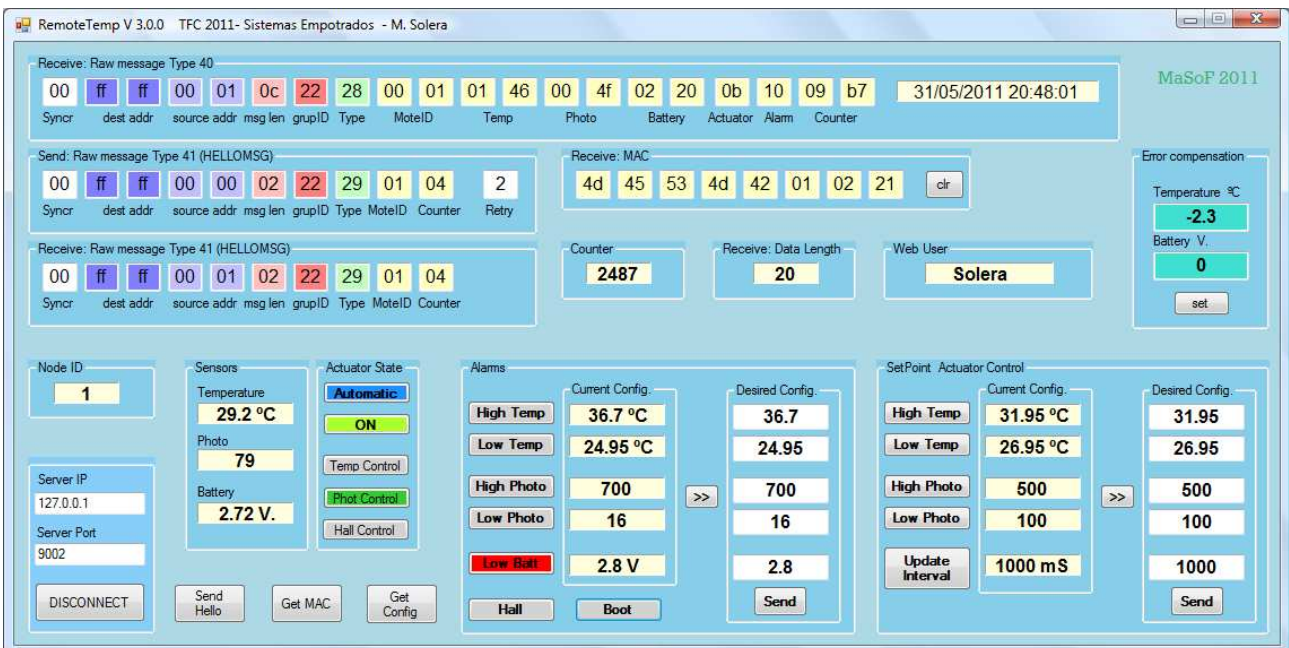 RemoteTemp V 3.0.0 TFC 2011- Sistemas Empotrados - M. Solera
MaSoF 2011
Receive: Raw message Type 40
00 ff ff 00 01 0c 22 28 00 01 01 46 00 4f 02 20 0b 10 09 b7 31/05/2011 20:48:01
Syncr dest addr source addr msg len grupID Type MoteID Temp Photo Battery Actuator Alarm Counter
Send: Raw message Type 41 (HELLOMSG)
00 ff ff 00 00 02 22 29 01 04 2
Syncr dest addr source addr msg len grupID Type MoteID Counter Retry
Receive: MAC
4d 45 53 4d 42 01 02 21 clr
Error compensation
Temperature ºC
-2.3
Battery V.
0
set
Receive: Raw message Type 41 (HELLOMSG)
00 ff ff 00 01 02 22 29 01 04
Syncr dest addr source addr msg len grupID Type MoteID Counter
Counter
2487
Receive: Data Length
20
Web User
Solera
Node ID
1
Server IP
127.0.0.1
Server Port
9002
DISCONNECT
Sensors
Temperature
29.2 ºC
Photo
79
Battery
2.72 V.
Actuator State
Automatic
ON
Temp Control
Phot Control
Hall Control
Send
Hello
Get MAC
Get
Config
Alarms
Current Config. Desired Config.
High Temp 36.7 ºC 36.7
Low Temp 24.95 ºC 24.95
High Photo 700 >> 700
Low Photo 16 16
Low Batt 2.8 V 2.8
Hall Boot Send
SetPoint Actuator Control
Current Config. Desired Config.
High Temp 31.95 ºC 31.95
Low Temp 26.95 ºC 26.95
High Photo 500 >> 500
Low Photo 100 100
Update
Interval 1000 mS 1000
Send